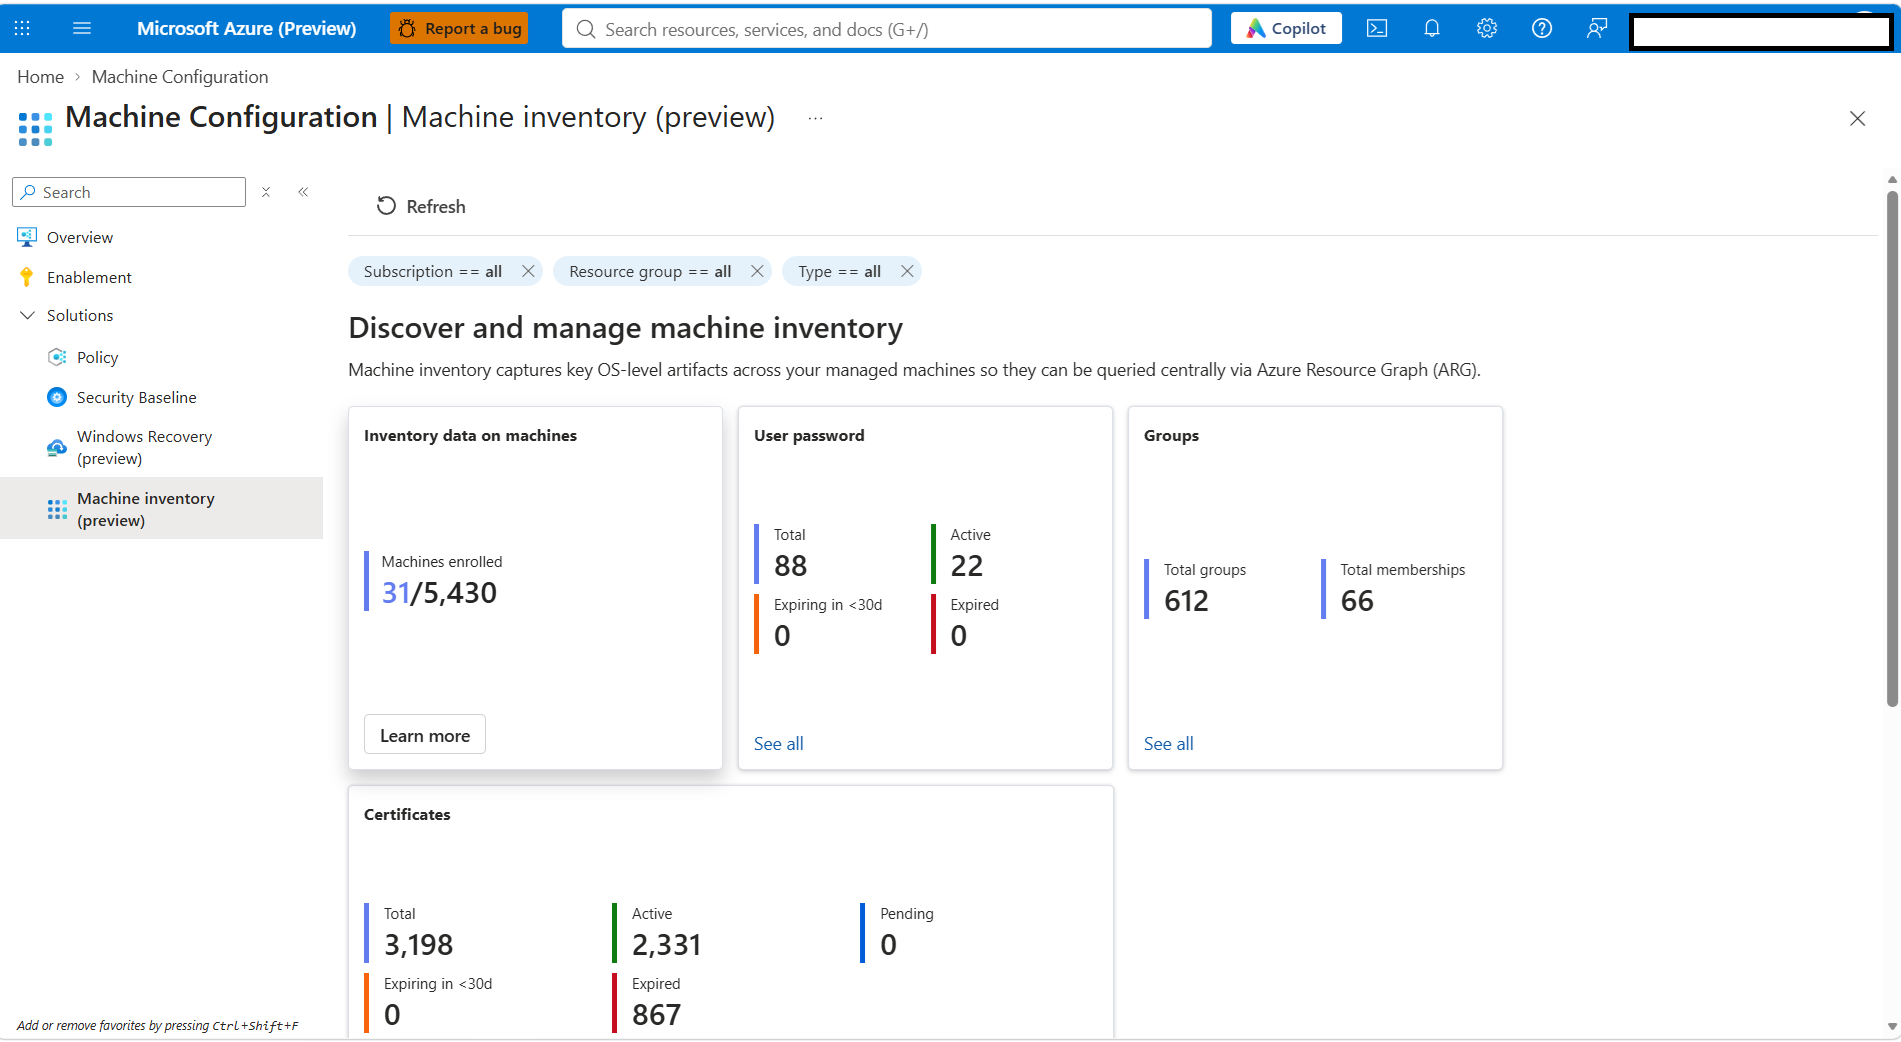 Microsoft Azure (Preview)
Report a bug
Search resources, services, and docs (G+/)
Copilot
Home > Machine Configuration
Machine Configuration | Machine inventory (preview)
...
Search
Overview
Enablement
Solutions
Policy
Security Baseline
Windows Recovery
(preview)
Machine inventory
(preview)
Add or remove favorites by pressing Ctrl+Shift+F
Refresh
Subscription == all
Resource group == all
Type == all
Discover and manage machine inventory
Machine inventory captures key OS-level artifacts across your managed machines so they can be queried centrally via Azure Resource Graph (ARG).
Inventory data on machines
Machines enrolled
31/5,430
Learn more
User password
Total
88
Active
22
Expiring in <30d
0
Expired
0
See all
Groups
Total groups
612
Total memberships
66
See all
Certificates
Total
3,198
Active
2,331
Pending
0
Expiring in <30d
0
Expired
867